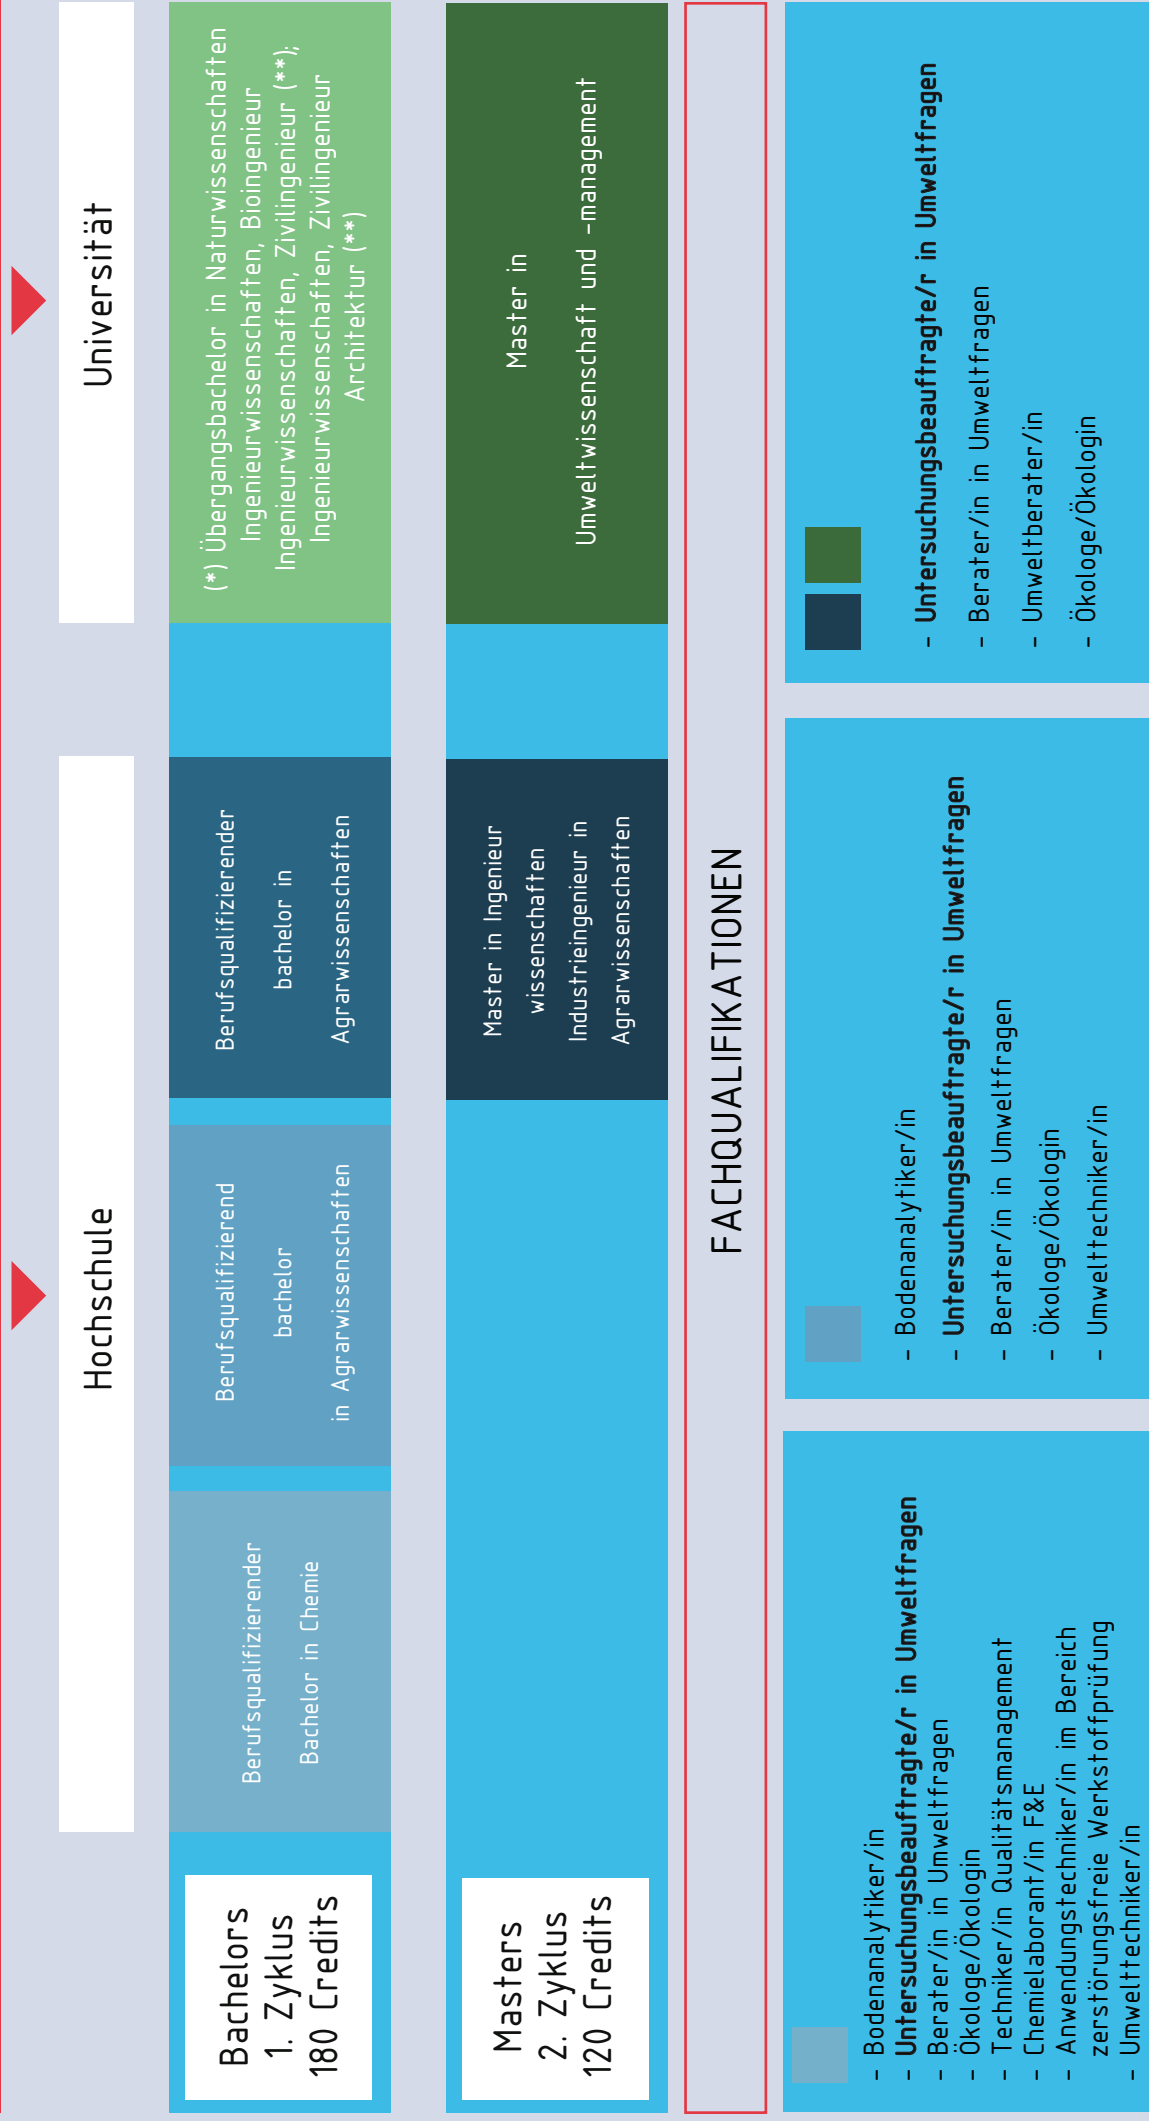 Hochschule
Universität
Bachelors
1. Zyklus
180 Credits
Berufsqualifizierender
Bachelor in Chemie
Berufsqualifizierend
bachelor
in Agrarwissenschaften
Berufsqualifizierender
bachelor in
Agrarwissenschaften
(*) Übergangsbachelor in Naturwissenschaften
Ingenieurwissenschaften, Bioingenieur
Ingenieurwissenschaften, Zivilingenieur (**);
Ingenieurwissenschaften, Zivilingenieur
Architektur (**)
Masters
2. Zyklus
120 Credits
Master in Ingenieur
wissenschaften
Industrieingenieur in
Agrarwissenschaften
Master in
Umweltwissenschaft und -management
FACHQUALIFIKATIONEN
- Bodenanalytiker/in
- Untersuchungsbeauftragte/r in Umweltfragen
- Berater/in in Umweltfragen
- Ökologe/Ökologin
- Techniker/in Qualitätsmanagement
- Chemielaborant/in F&E
- Anwendungstechniker/in im Bereich
zerstörungsfreie Werkstoffprüfung
- Umwelttechniker/in
- Bodenanalytiker/in
- Untersuchungsbeauftragte/r in Umweltfragen
- Berater/in in Umweltfragen
- Ökologe/Ökologin
- Umwelttechniker/in
- Untersuchungsbeauftragte/r in Umweltfragen
- Berater/in in Umweltfragen
- Umweltberater/in
- Ökologe/Ökologin